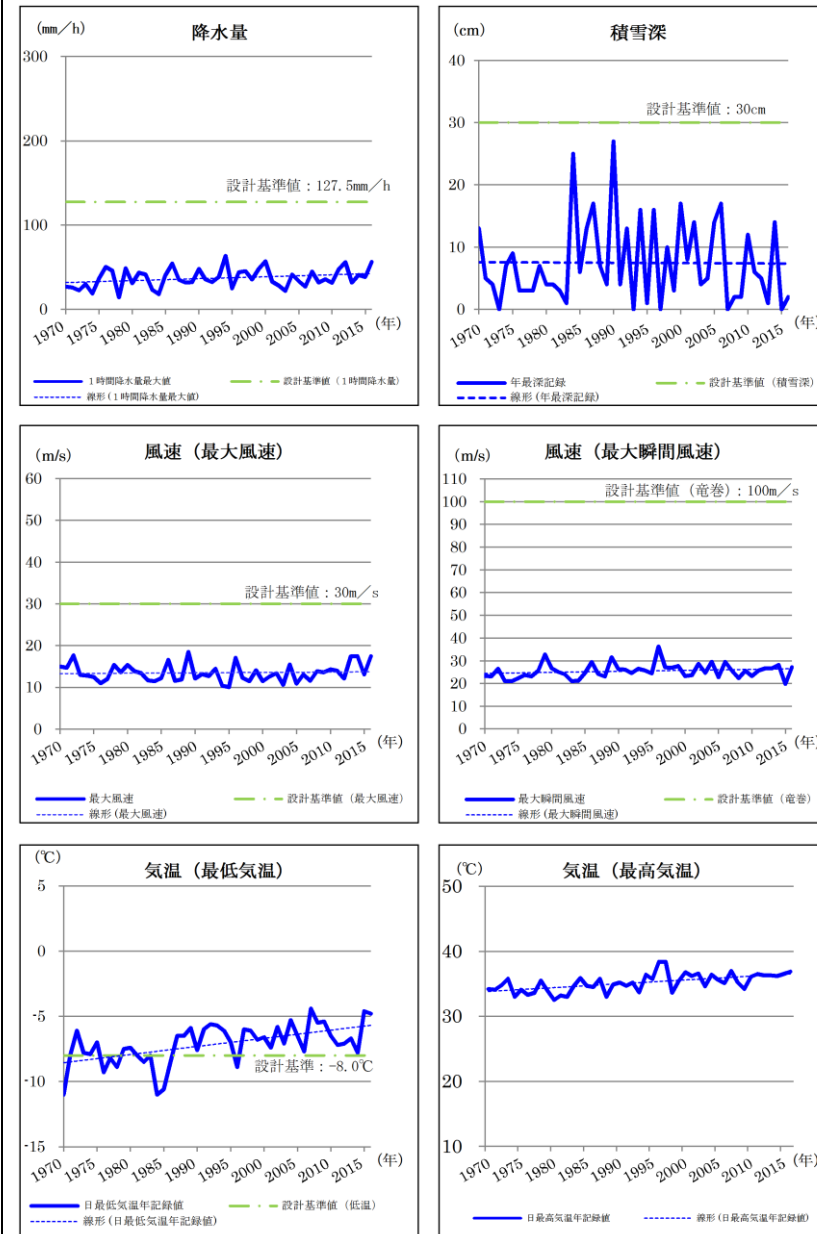 (mm／h)
降水量
300
200
設計基準値：127.5mm／h
100
0
1970 1975 1980 1985 1990 1995 2000 2005 2010 2015 (年)
1時間降水量最大値
設計基準値（1時間降水量）
線形(1時間降水量最大値)
(cm)
積雪深
40
設計基準値：30cm
30
20
10
0
1970 1975 1980 1985 1990 1995 2000 2005 2010 2015 (年)
年最深記録
設計基準値（積雪深）
線形(年最深記録)
(m/s)
風速（最大風速）
60
50
40
設計基準値：30m／s
30
20
10
0
1970 1975 1980 1985 1990 1995 2000 2005 2010 2015 (年)
最大風速
設計基準値（最大風速）
線形(最大風速)
(m/s)
風速（最大瞬間風速）
110
設計基準値（竜巻）：100m／s
100
90
80
70
60
50
40
30
20
10
0
1970 1975 1980 1985 1990 1995 2000 2005 2010 2015 (年)
最大瞬間風速
設計基準値（竜巻）
線形(最大瞬間風速)
(℃)
気温（最低気温）
5
0
-5
設計基準：-8.0℃
-10
-15
1970 1975 1980 1985 1990 1995 2000 2005 2010 2015 (年)
日最低気温年記録値
設計基準値（低温）
線形(日最低気温年記録値)
(℃)
気温（最高気温）
50
40
30
20
10
1970 1975 1980 1985 1990 1995 2000 2005 2010 2015 (年)
日最高気温年記録値
線形(日最高気温年記録値)